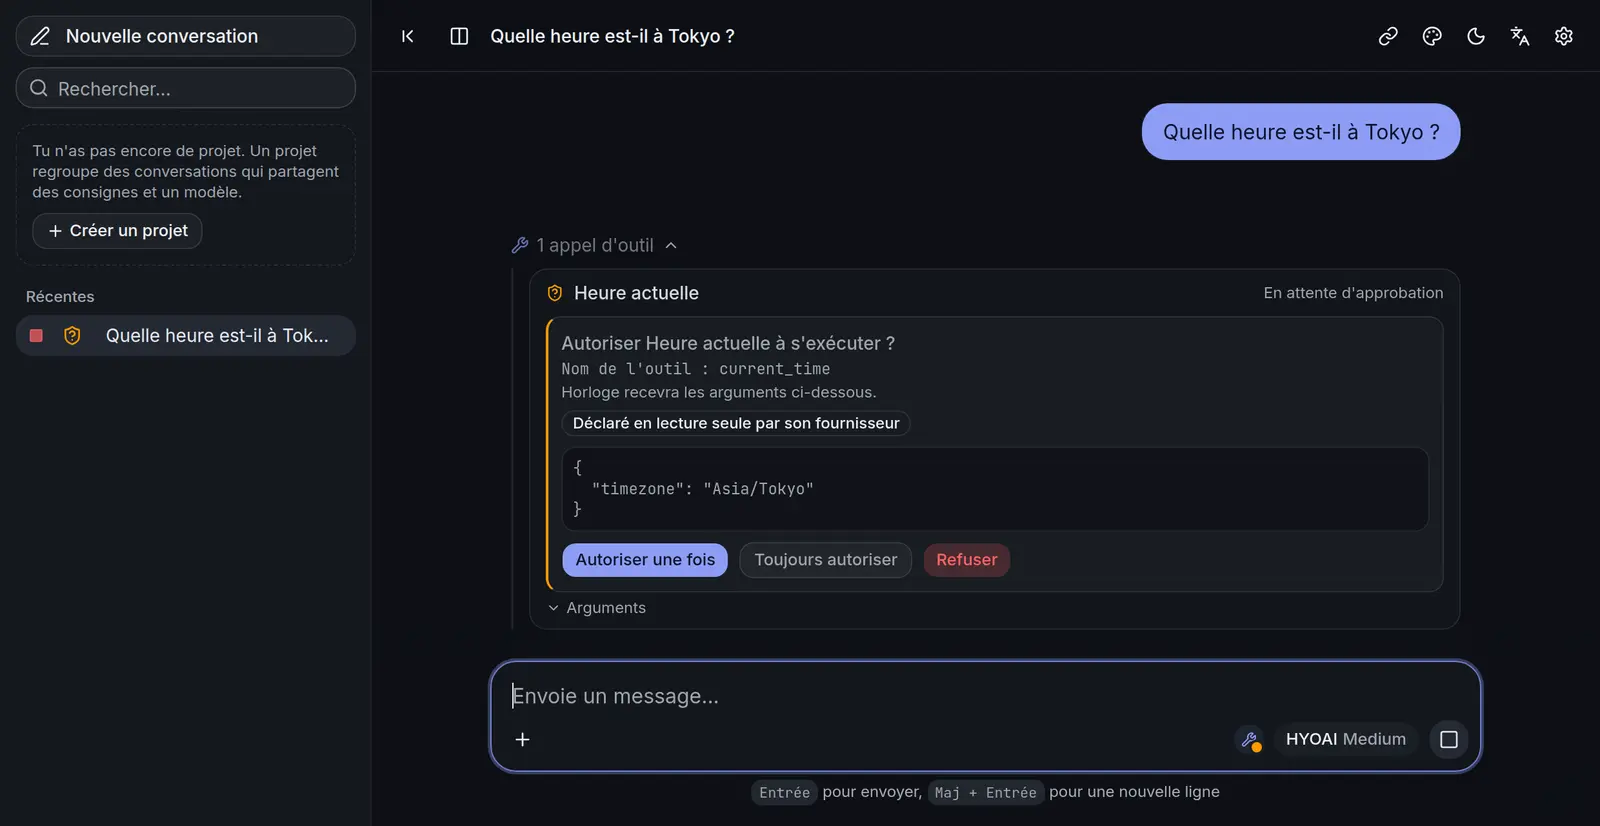 Nouvelle conversation
Rechercher...
Tu n'as pas encore de projet. Un projet
regroupe des conversations qui partagent
des consignes et un modèle.
+ Créer un projet
Récentes
Quelle heure est-il à Tok...
Quelle heure est-il à Tokyo ?
Quelle heure est-il à Tokyo ?
1 appel d'outil
Heure actuelle
En attente d'approbation
Autoriser Heure actuelle à s'exécuter ?
Nom de l'outil : current_time
Horloge recevra les arguments ci-dessous.
Déclaré en lecture seule par son fournisseur
{
"timezone": "Asia/Tokyo"
}
Autoriser une fois
Toujours autoriser
Refuser
Arguments
Envoie un message...
HYOAI Medium
Entrée pour envoyer, Maj + Entrée pour une nouvelle ligne